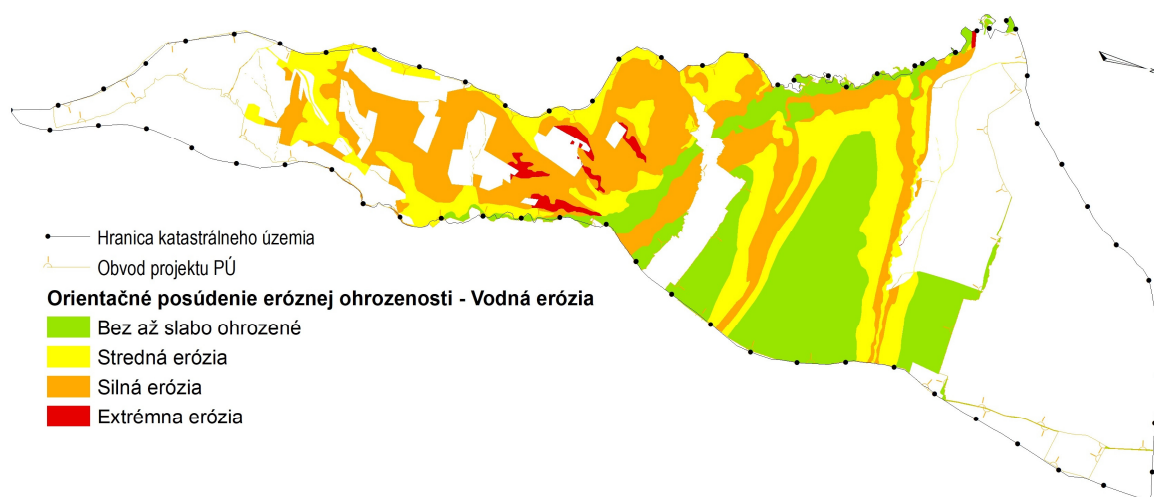 Hranica katastrálneho územia
Obvod projektu PÚ
Orientačné posúdenie eróznej ohrozenosti - Vodná erózia
Bez až slabo ohrozené
Stredná erózia
Silná erózia
Extrémna erózia